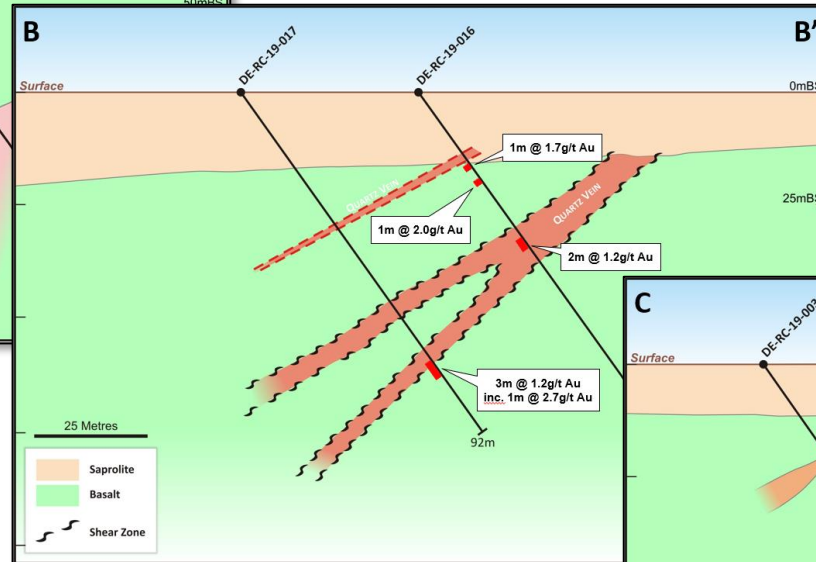 50mBS
B
B'
DE-RC-19-017
DE-RC-19-016
Surface
0mBS
1m @ 1.7g/t Au
QUARTZ VEIN
QUARTZ VEIN
25mBS
1m @ 2.0g/t Au
2m @ 1.2g/t Au
C
DE-RC-19-003
Surface
3m @ 1.2g/t Au
inc. 1m @ 2.7g/t Au
25 Metres
92m
Saprolite
Basalt
Shear Zone